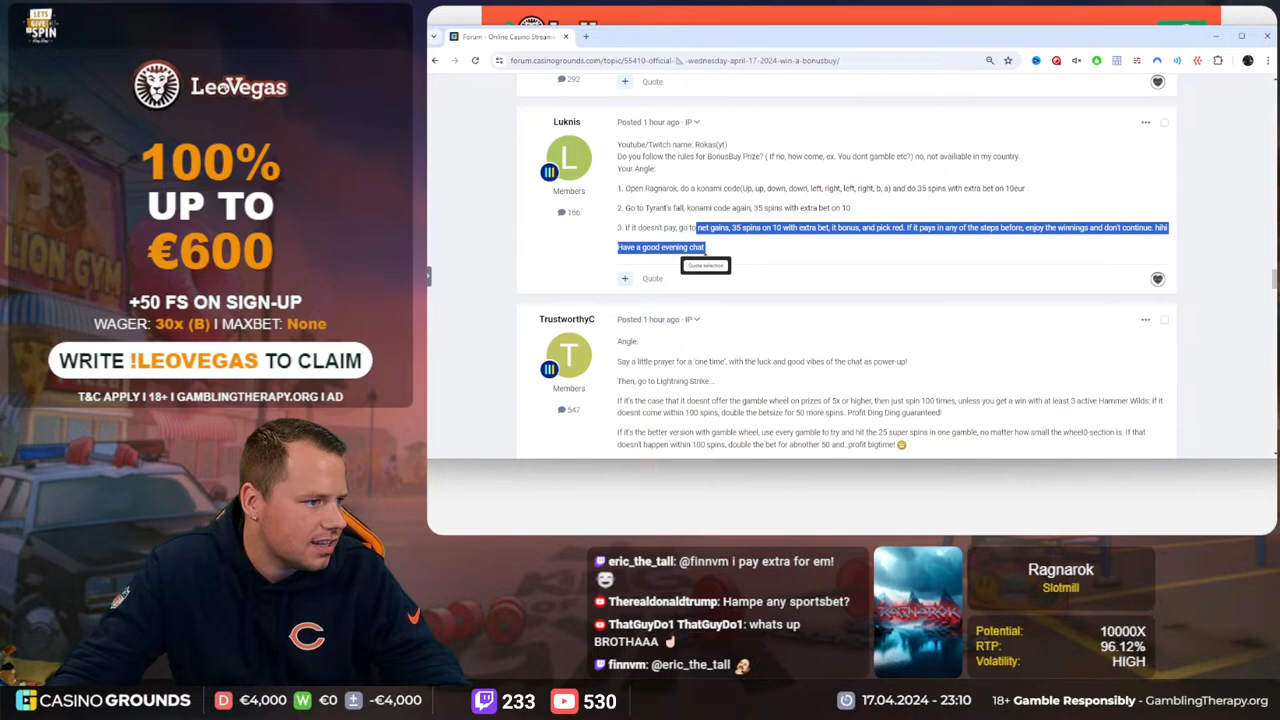 LETS
GIVE IT
SPIN
LeoVegas
100%
UP TO
€600
+50 FS ON SIGN-UP
WAGER: 30x (B) I MAXBET: None
WRITE !LEOVEGAS TO CLAIM
T&C APPLY I 18+ I GAMBLINGTHERAPY.ORG I AD
Forum - Online Casino Streami
forum.casinogrounds.com/topic/55410-official-📐-wednesday-april-17-2024-win-a-bonusbuy/
292
+ Quote
Luknis
Posted 1 hour ago · IP
L
Members
166
Youtube/Twitch name: Rokas(yt)
Do you follow the rules for BonusBuy Prize? ( If no, how come, ex. You dont gamble etc?) no, not availiable in my country.
Your Angle:
1. Open Ragnarok, do a konami code(Up, up, down, down, left, right, left, right, b, a) and do 35 spins with extra bet on 10eur
2. Go to Tyrant's fall, konami code again, 35 spins with extra bet on 10
3. if it doesn't pay, go to net gains, 35 spins on 10 with extra bet, it bonus, and pick red. If it pays in any of the steps before, enjoy the winnings and don't continue. hihi
Have a good evening chat
Quote selection
+ Quote
TrustworthyC
Posted 1 hour ago · IP
T
Members
547
Angle:
Say a little prayer for a 'one time', with the luck and good vibes of the chat as power-up!
Then, go to Lightning Strike...
If it's the case that it doesnt offer the gamble wheel on prizes of 5x or higher, then just spin 100 times, unless you get a win with at least 3 active Hammer Wilds: if it
doesnt come within 100 spins, double the betsize for 50 more spins. Profit Ding Ding guaranteed!
If it's the better version with gamble wheel, use every gamble to try and hit the 25 super spins in one gamble, no matter how small the wheel0-section is. If that
doesn't happen within 100 spins, double the bet for abnother 50 and..profit bigtime! 😁
eric_the_tall: @finnvm i pay extra for em!
Therealdonaldtrump: Hampe any sportsbet?
ThatGuyDo1 ThatGuyDo1: whats up
BROTHAAA ☝🏻
finnvm: @eric_the_tall
RAGNAROK
Ragnarok
Slotmill
Potential: 10000X
RTP: 96.12%
Volatility: HIGH
C
CASINOGROUNDS
D €4,000 W €0 ± -€4,000
233
530
17.04.2024 - 23:10
18+ Gamble Responsibly - GamblingTherapy.org